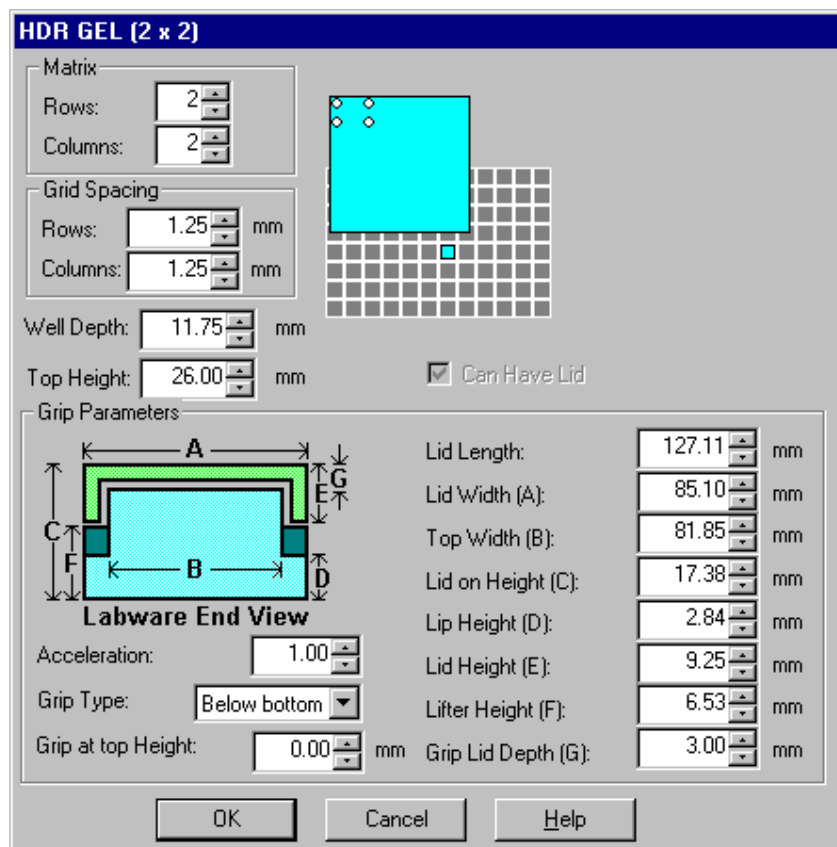 HDR GEL (2 x 2)
Matrix
Rows: 2
Columns: 2
Grid Spacing
Rows: 1.25 mm
Columns: 1.25 mm
Well Depth: 11.75 mm
Top Height: 26.00 mm
Can Have Lid
Grip Parameters
A
G
E
C
F
B
D
Labware End View
Acceleration: 1.00
Grip Type: Below bottom
Grip at top Height: 0.00 mm
Lid Length: 127.11 mm
Lid Width (A): 85.10 mm
Top Width (B): 81.85 mm
Lid on Height (C): 17.38 mm
Lip Height (D): 2.84 mm
Lid Height (E): 9.25 mm
Lifter Height (F): 6.53 mm
Grip Lid Depth (G): 3.00 mm
OK Cancel Help